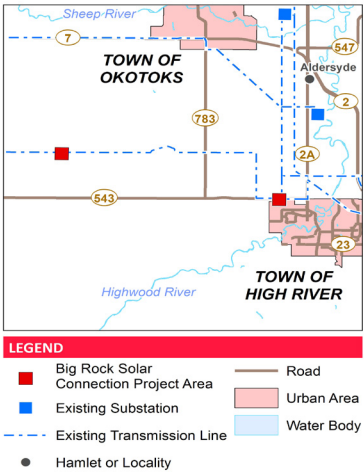 Sheep River
7
547
TOWN OF
OKOTOKS
Aldersyde
2
783
2A
543
23
TOWN OF
HIGH RIVER
Highwood River
LEGEND
Big Rock Solar
Connection Project Area
Existing Substation
Existing Transmission Line
Hamlet or Locality
Road
Urban Area
Water Body